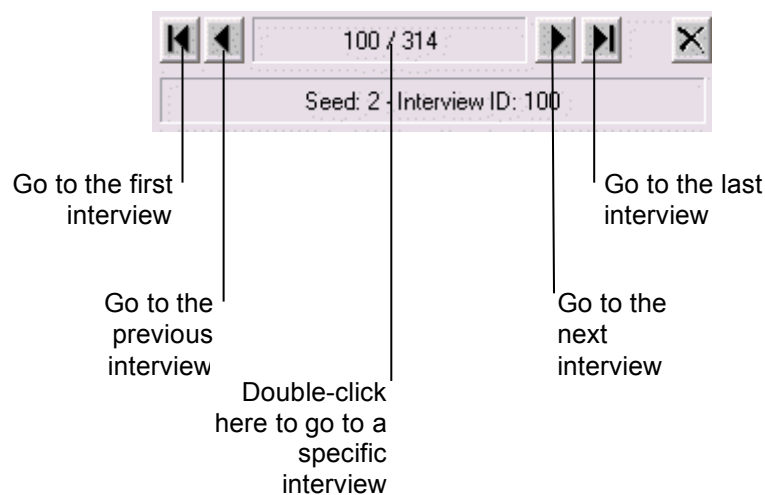 100 / 314
Seed: 2 - Interview ID: 100
Go to the first
interview
Go to the last
interview
Go to the
previous
interview
Go to the
next
interview
Double-click
here to go to a
specific
interview